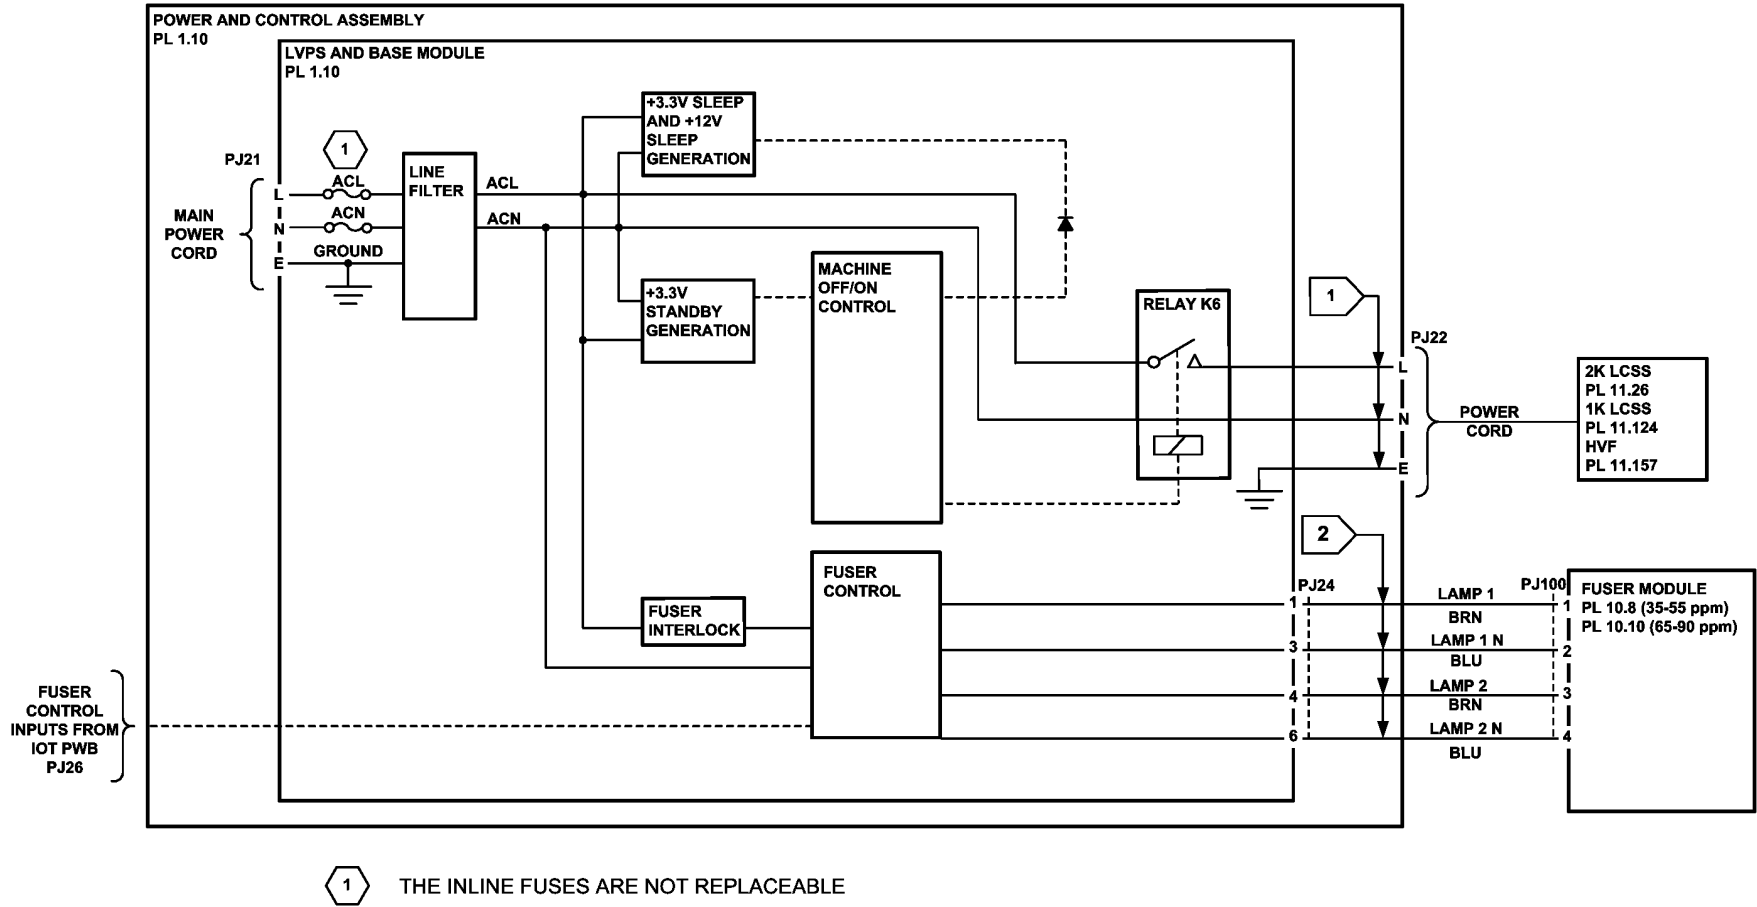 POWER AND CONTROL ASSEMBLY
PL 1.10
LVPS AND BASE MODULE
PL 1.10
+3.3V SLEEP
AND +12V
SLEEP
GENERATION
1
PJ21
LINE
FILTER
ACL
ACL
L
ACN
ACN
N
MAIN
POWER
CORD
GROUND
E
MACHINE
OFF/ON
CONTROL
+3.3V
STANDBY
GENERATION
RELAY K6
1
PJ22
L
N
E
POWER
CORD
2K LCSS
PL 11.26
1K LCSS
PL 11.124
HVF
PL 11.157
2
FUSER
CONTROL
FUSER
INTERLOCK
PJ24
1
3
4
6
LAMP 1
BRN
LAMP 1 N
BLU
LAMP 2
BRN
LAMP 2 N
BLU
PJ100
1
2
3
4
FUSER MODULE
PL 10.8 (35-55 ppm)
PL 10.10 (65-90 ppm)
FUSER
CONTROL
INPUTS FROM
IOT PWB
PJ26
1 THE INLINE FUSES ARE NOT REPLACEABLE